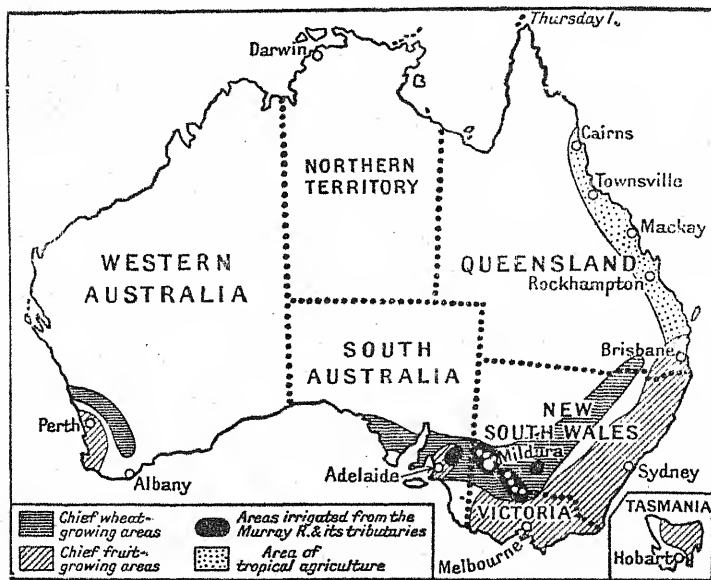 Thursday I.
Darwin
Cairns
NORTHERN
TERRITORY
Townsville
Mackay
WESTERN
AUSTRALIA
QUEENSLAND
Rockhampton
SOUTH
AUSTRALIA
Brisbane
NEW
SOUTH WALES
Perth
Mildura
Adelaide
Sydney
Albany
VICTORIA
Melbourne
TASMANIA
Hobart
Chief wheat-
growing areas
Chief fruit-
growing areas
Areas irrigated from the
Murray R. & its tributaries
Area of
tropical agriculture